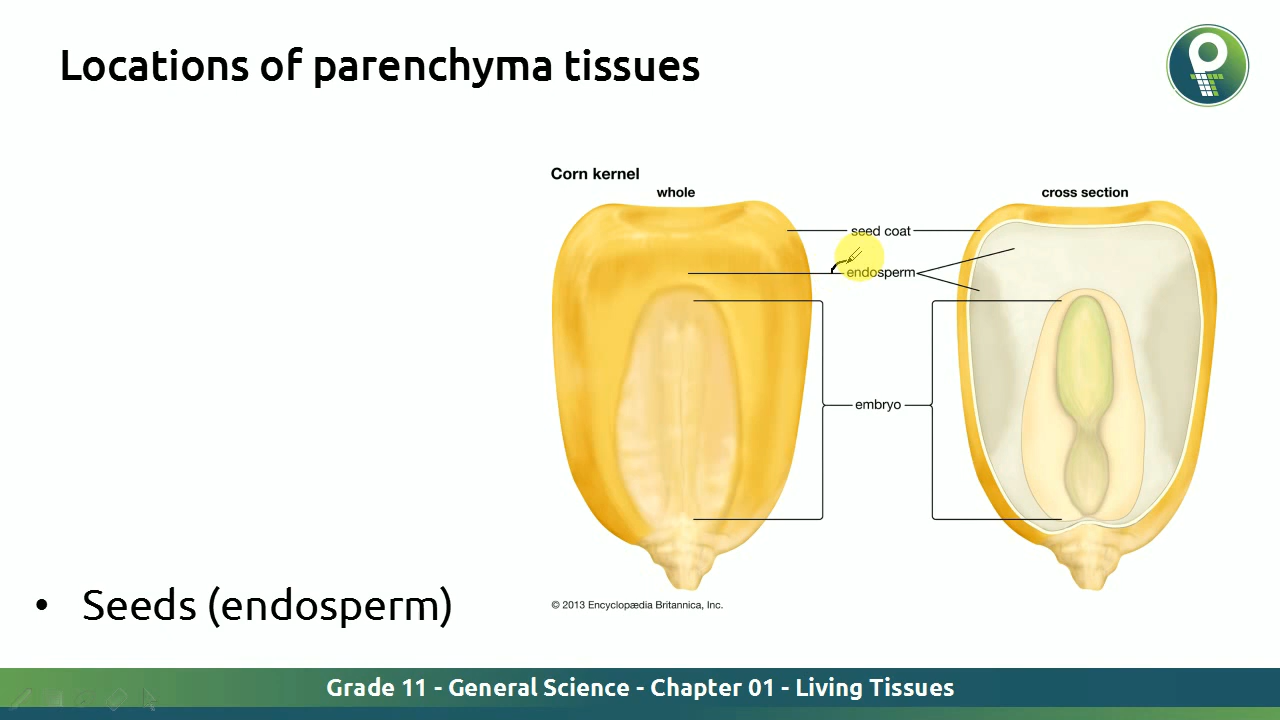 Locations of parenchyma tissues
Corn kernel
whole
cross section
seed coat
endosperm
embryo
© 2013 Encyclopædia Britannica, Inc.
• Seeds (endosperm)
Grade 11 - General Science - Chapter 01 - Living Tissues